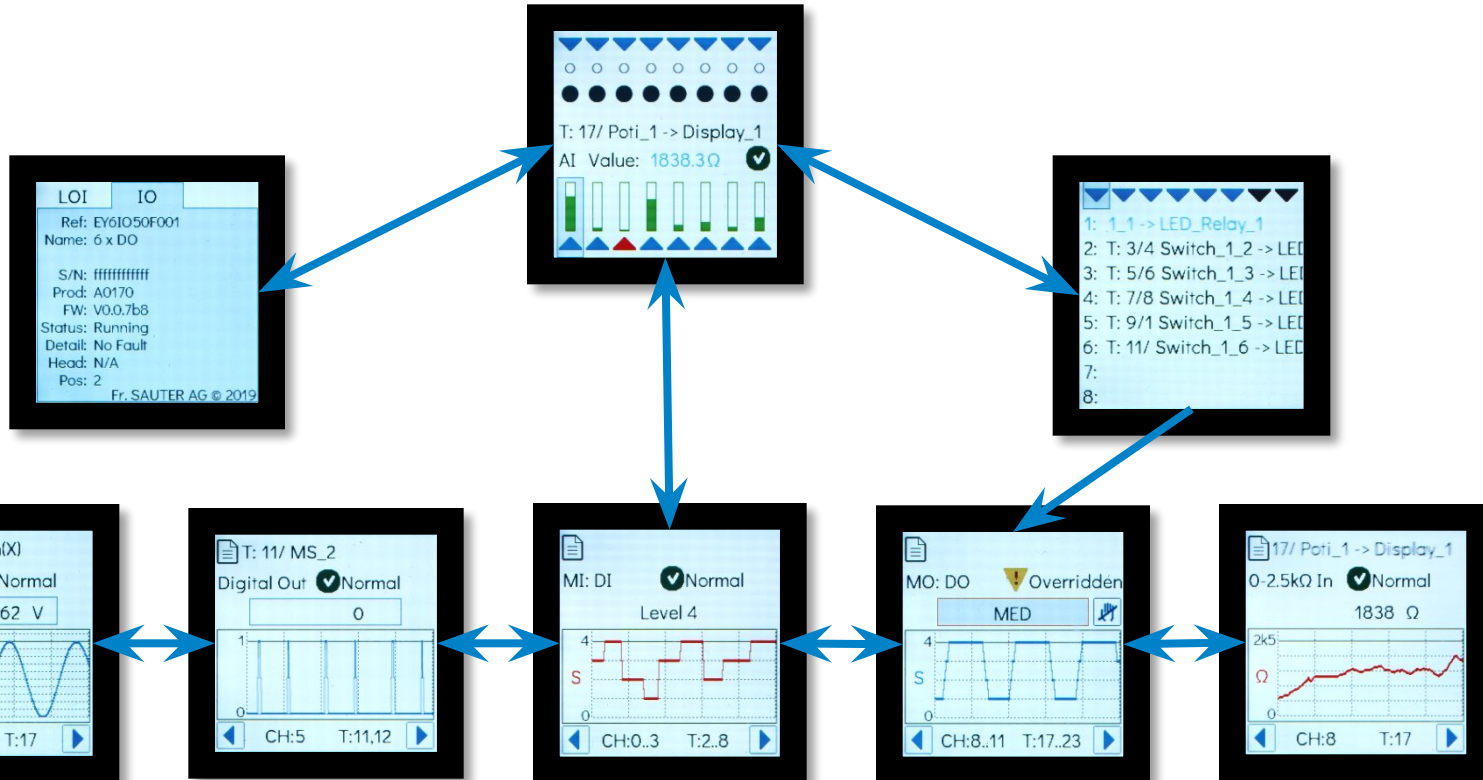 T: 17/ Poti_1 -> Display_1
AI Value: 1838.3Ω
LOI IO
Ref: EY6IO50F001
Name: 6 x DO
S/N: ffffffffffff
Prod: A0170
FW: V0.0.7b8
Status: Running
Detail: No Fault
Head: N/A
Pos: 2
Fr. SAUTER AG © 2019
1: 1_1 -> LED_Relay_1
2: T: 3/4 Switch_1_2 -> LED
3: T: 5/6 Switch_1_3 -> LED
4: T: 7/8 Switch_1_4 -> LED
5: T: 9/1 Switch_1_5 -> LED
6: T: 11/ Switch_1_6 -> LED
7:
8:
(X)
Normal
62 V
T:17
T: 11/ MS_2
Digital Out Normal
0
1
0
CH:5 T:11,12
MI: DI Normal
Level 4
4
S
0
CH:0..3 T:2..8
MO: DO Overridden
MED
4
S
0
CH:8..11 T:17..23
17/ Poti_1 -> Display_1
0-2.5kΩ In Normal
1838 Ω
2k5
Ω
0
CH:8 T:17